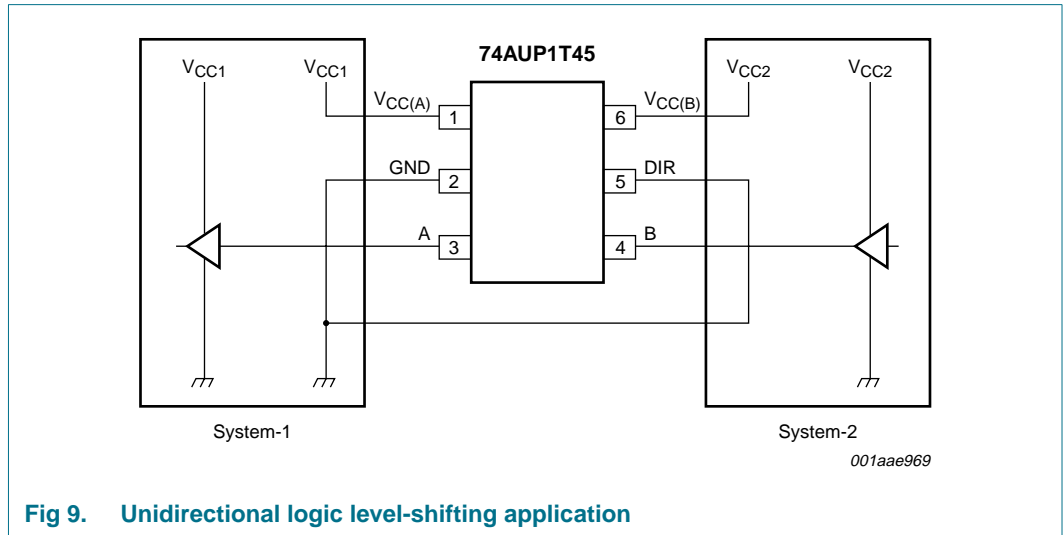 74AUP1T45
VCC1 VCC1 VCC2 VCC2
VCC(A) VCC(B)
1 6
GND DIR
2 5
A B
3 4
System-1 System-2
001aae969
Fig 9. Unidirectional logic level-shifting application